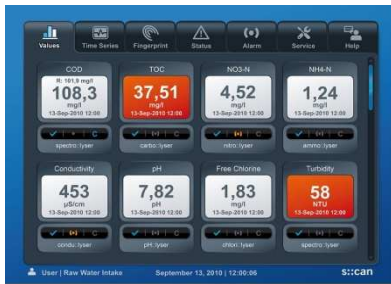 Values Time Series Fingerprint Status Alarm Service Help
COD TOC NO3-N NH4-N
R: 101,9 mg/l
108,3 37,51 4,52 1,24
mg/l mg/l mg/l mg/l
13-Sep-2010 12:00 13-Sep-2010 12:00 13-Sep-2010 12:00 13-Sep-2010 12:00
C C C C
spectro::lyser carbo::lyser nitro::lyser ammo::lyser
Conductivity pH Free Chlorine Turbidity
453 7,82 1,83 58
µS/cm pH mg/l NTU
13-Sep-2010 12:00 13-Sep-2010 12:00 13-Sep-2010 12:00 13-Sep-2010 12:00
C C C C
condu::lyser pH::lyser chlori::lyser spectro::lyser
User | Raw Water Intake September 13, 2010 | 12:00:06 s::can